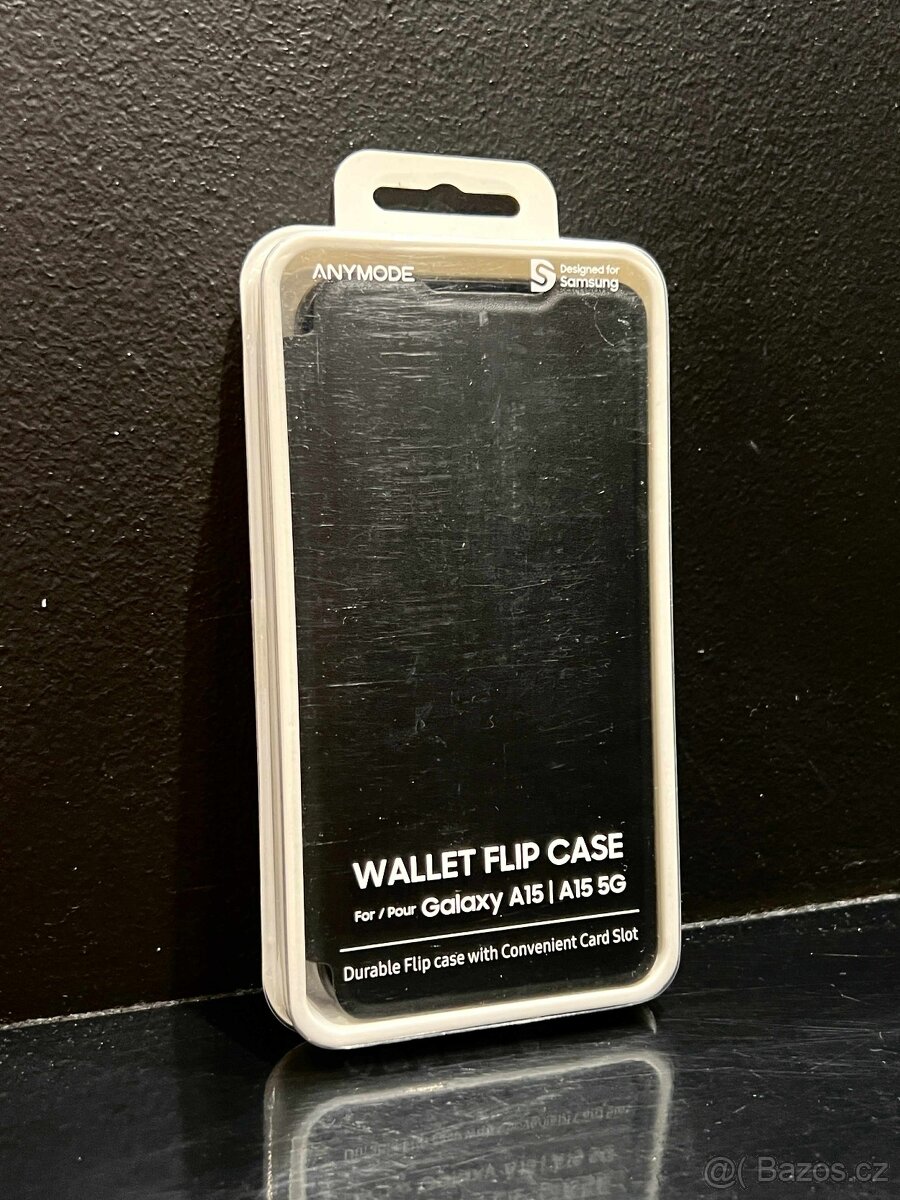 ANYMODE
Designed for
Samsung
WALLET FLIP CASE
For / Pour Galaxy A15 | A15 5G
Durable Flip case with Convenient Card Slot
@( Bazos.cz